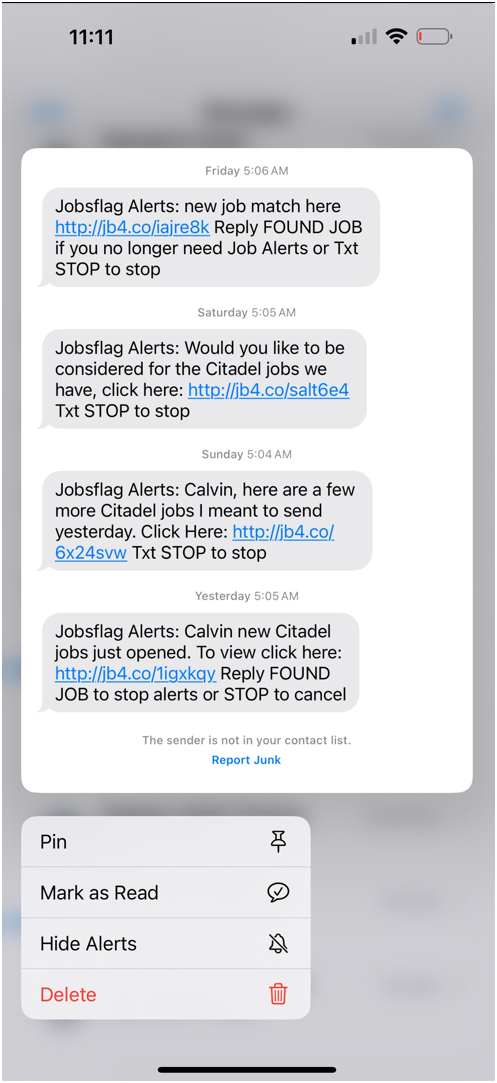 11:11
Friday 5:06 AM
Jobsflag Alerts: new job match here
http://jb4.co/iajre8k Reply FOUND JOB
if you no longer need Job Alerts or Txt
STOP to stop
Saturday 5:05 AM
Jobsflag Alerts: Would you like to be
considered for the Citadel jobs we
have, click here: http://jb4.co/salt6e4
Txt STOP to stop
Sunday 5:04 AM
Jobsflag Alerts: Calvin, here are a few
more Citadel jobs I meant to send
yesterday. Click Here: http://jb4.co/
6x24svw Txt STOP to stop
Yesterday 5:05 AM
Jobsflag Alerts: Calvin new Citadel
jobs just opened. To view click here:
http://jb4.co/1igxkqy Reply FOUND
JOB to stop alerts or STOP to cancel
The sender is not in your contact list.
Report Junk
Pin
Mark as Read
Hide Alerts
Delete